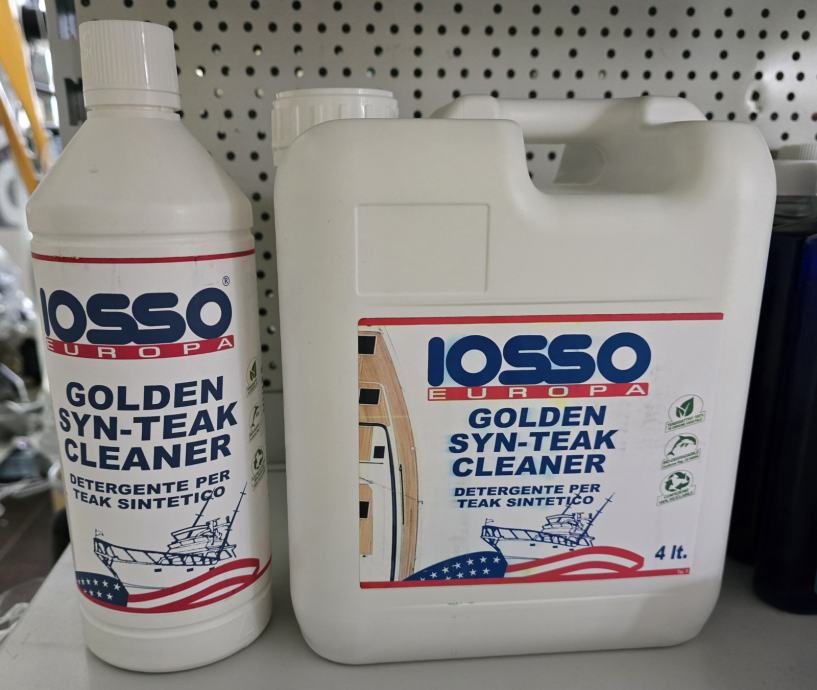 IOSSO®
EUROPA
GOLDEN
SYN-TEAK
CLEANER
DETERGENTE PER
TEAK SINTETICO
IOSSO
EUROPA
GOLDEN
SYN-TEAK
CLEANER
DETERGENTE PER
TEAK SINTETICO
4 lt.